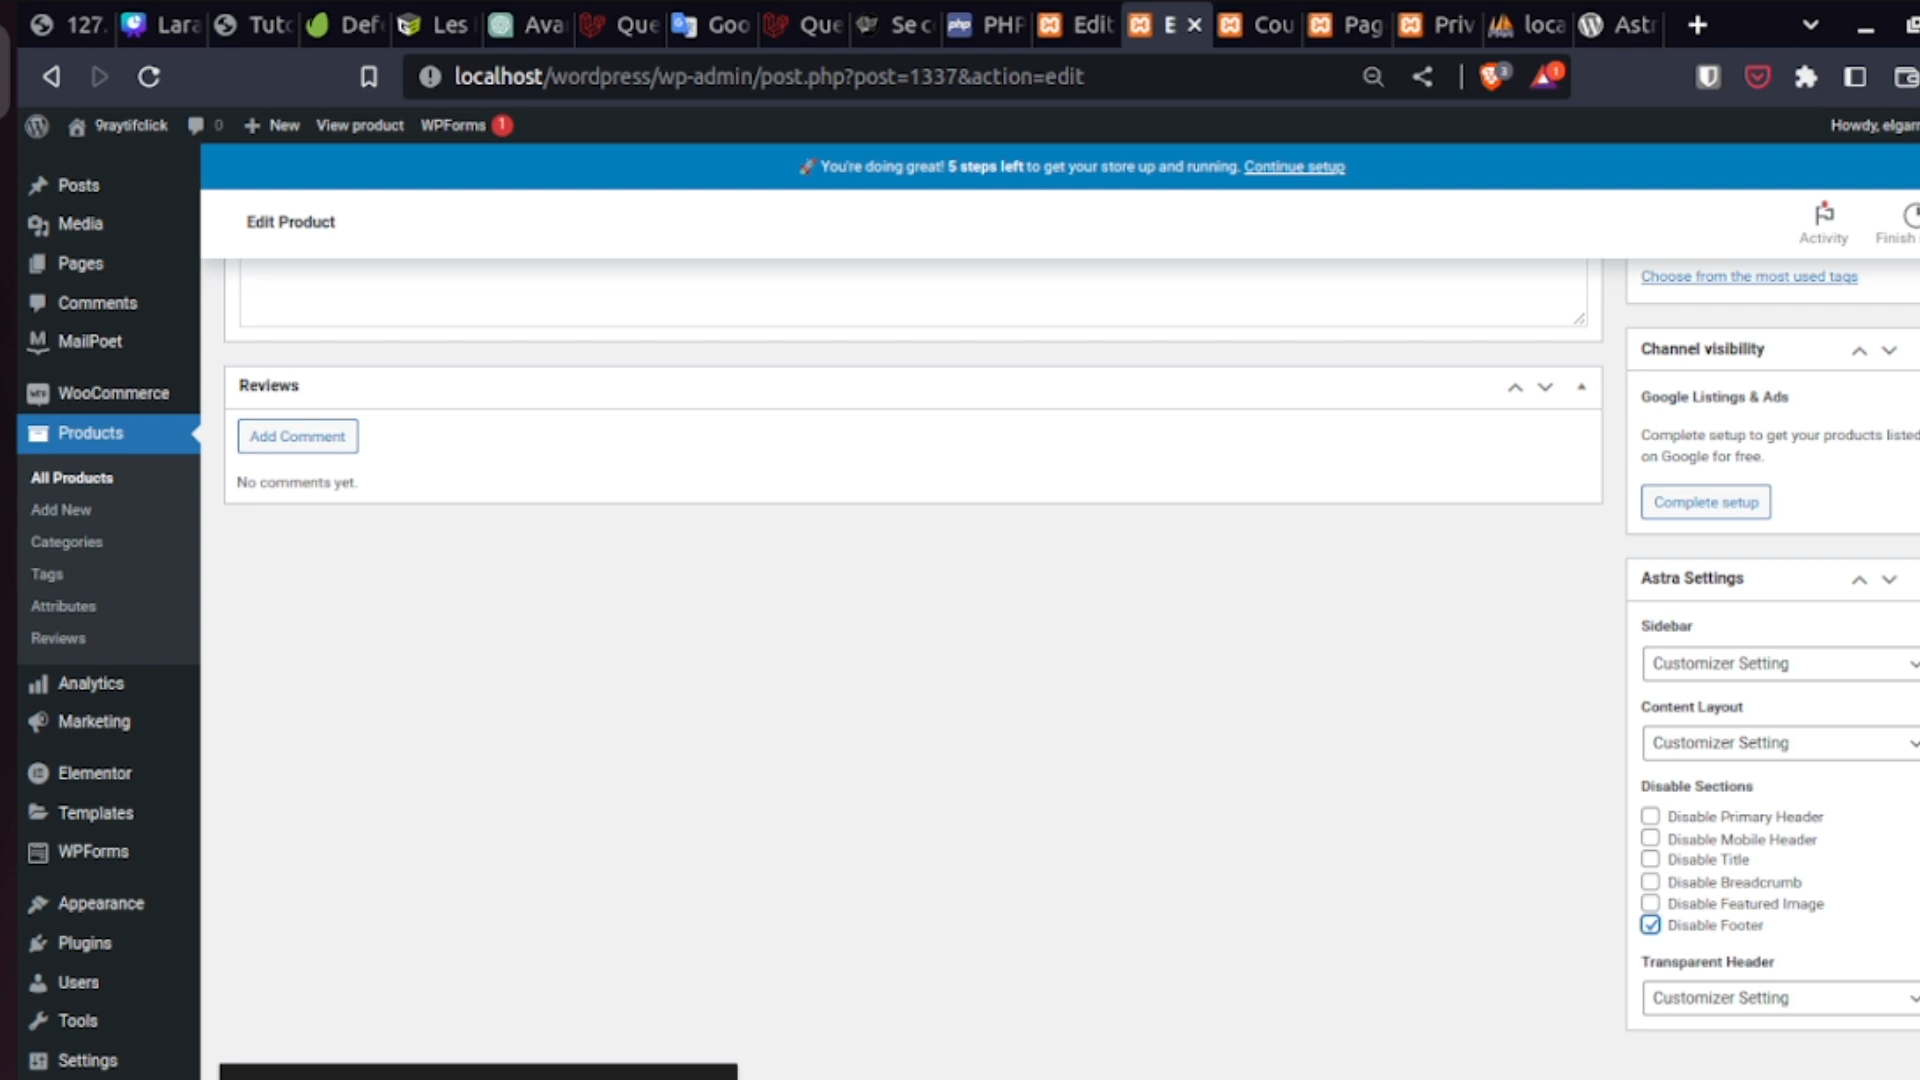 127. Lara Tuto Def Les Ava Que Goo Que Se c PHP Edit E Cou Pag Priv loca Astr
localhost/wordpress/wp-admin/post.php?post=1337&action=edit 3 1
9raytifclick 0 New View product WPForms 1 Howdy, elgarr
You're doing great! 5 steps left to get your store up and running. Continue setup
Edit Product
Activity
Finish
Posts
Media
Pages
Comments
MailPoet
WooCommerce
Products
All Products
Add New
Categories
Tags
Attributes
Reviews
Analytics
Marketing
Elementor
Templates
WPForms
Appearance
Plugins
Users
Tools
Settings
Reviews
Add Comment
No comments yet.
Choose from the most used tags
Channel visibility
Google Listings & Ads
Complete setup to get your products listed
on Google for free.
Complete setup
Astra Settings
Sidebar
Customizer Setting
Content Layout
Customizer Setting
Disable Sections
Disable Primary Header
Disable Mobile Header
Disable Title
Disable Breadcrumb
Disable Featured Image
Disable Footer
Transparent Header
Customizer Setting